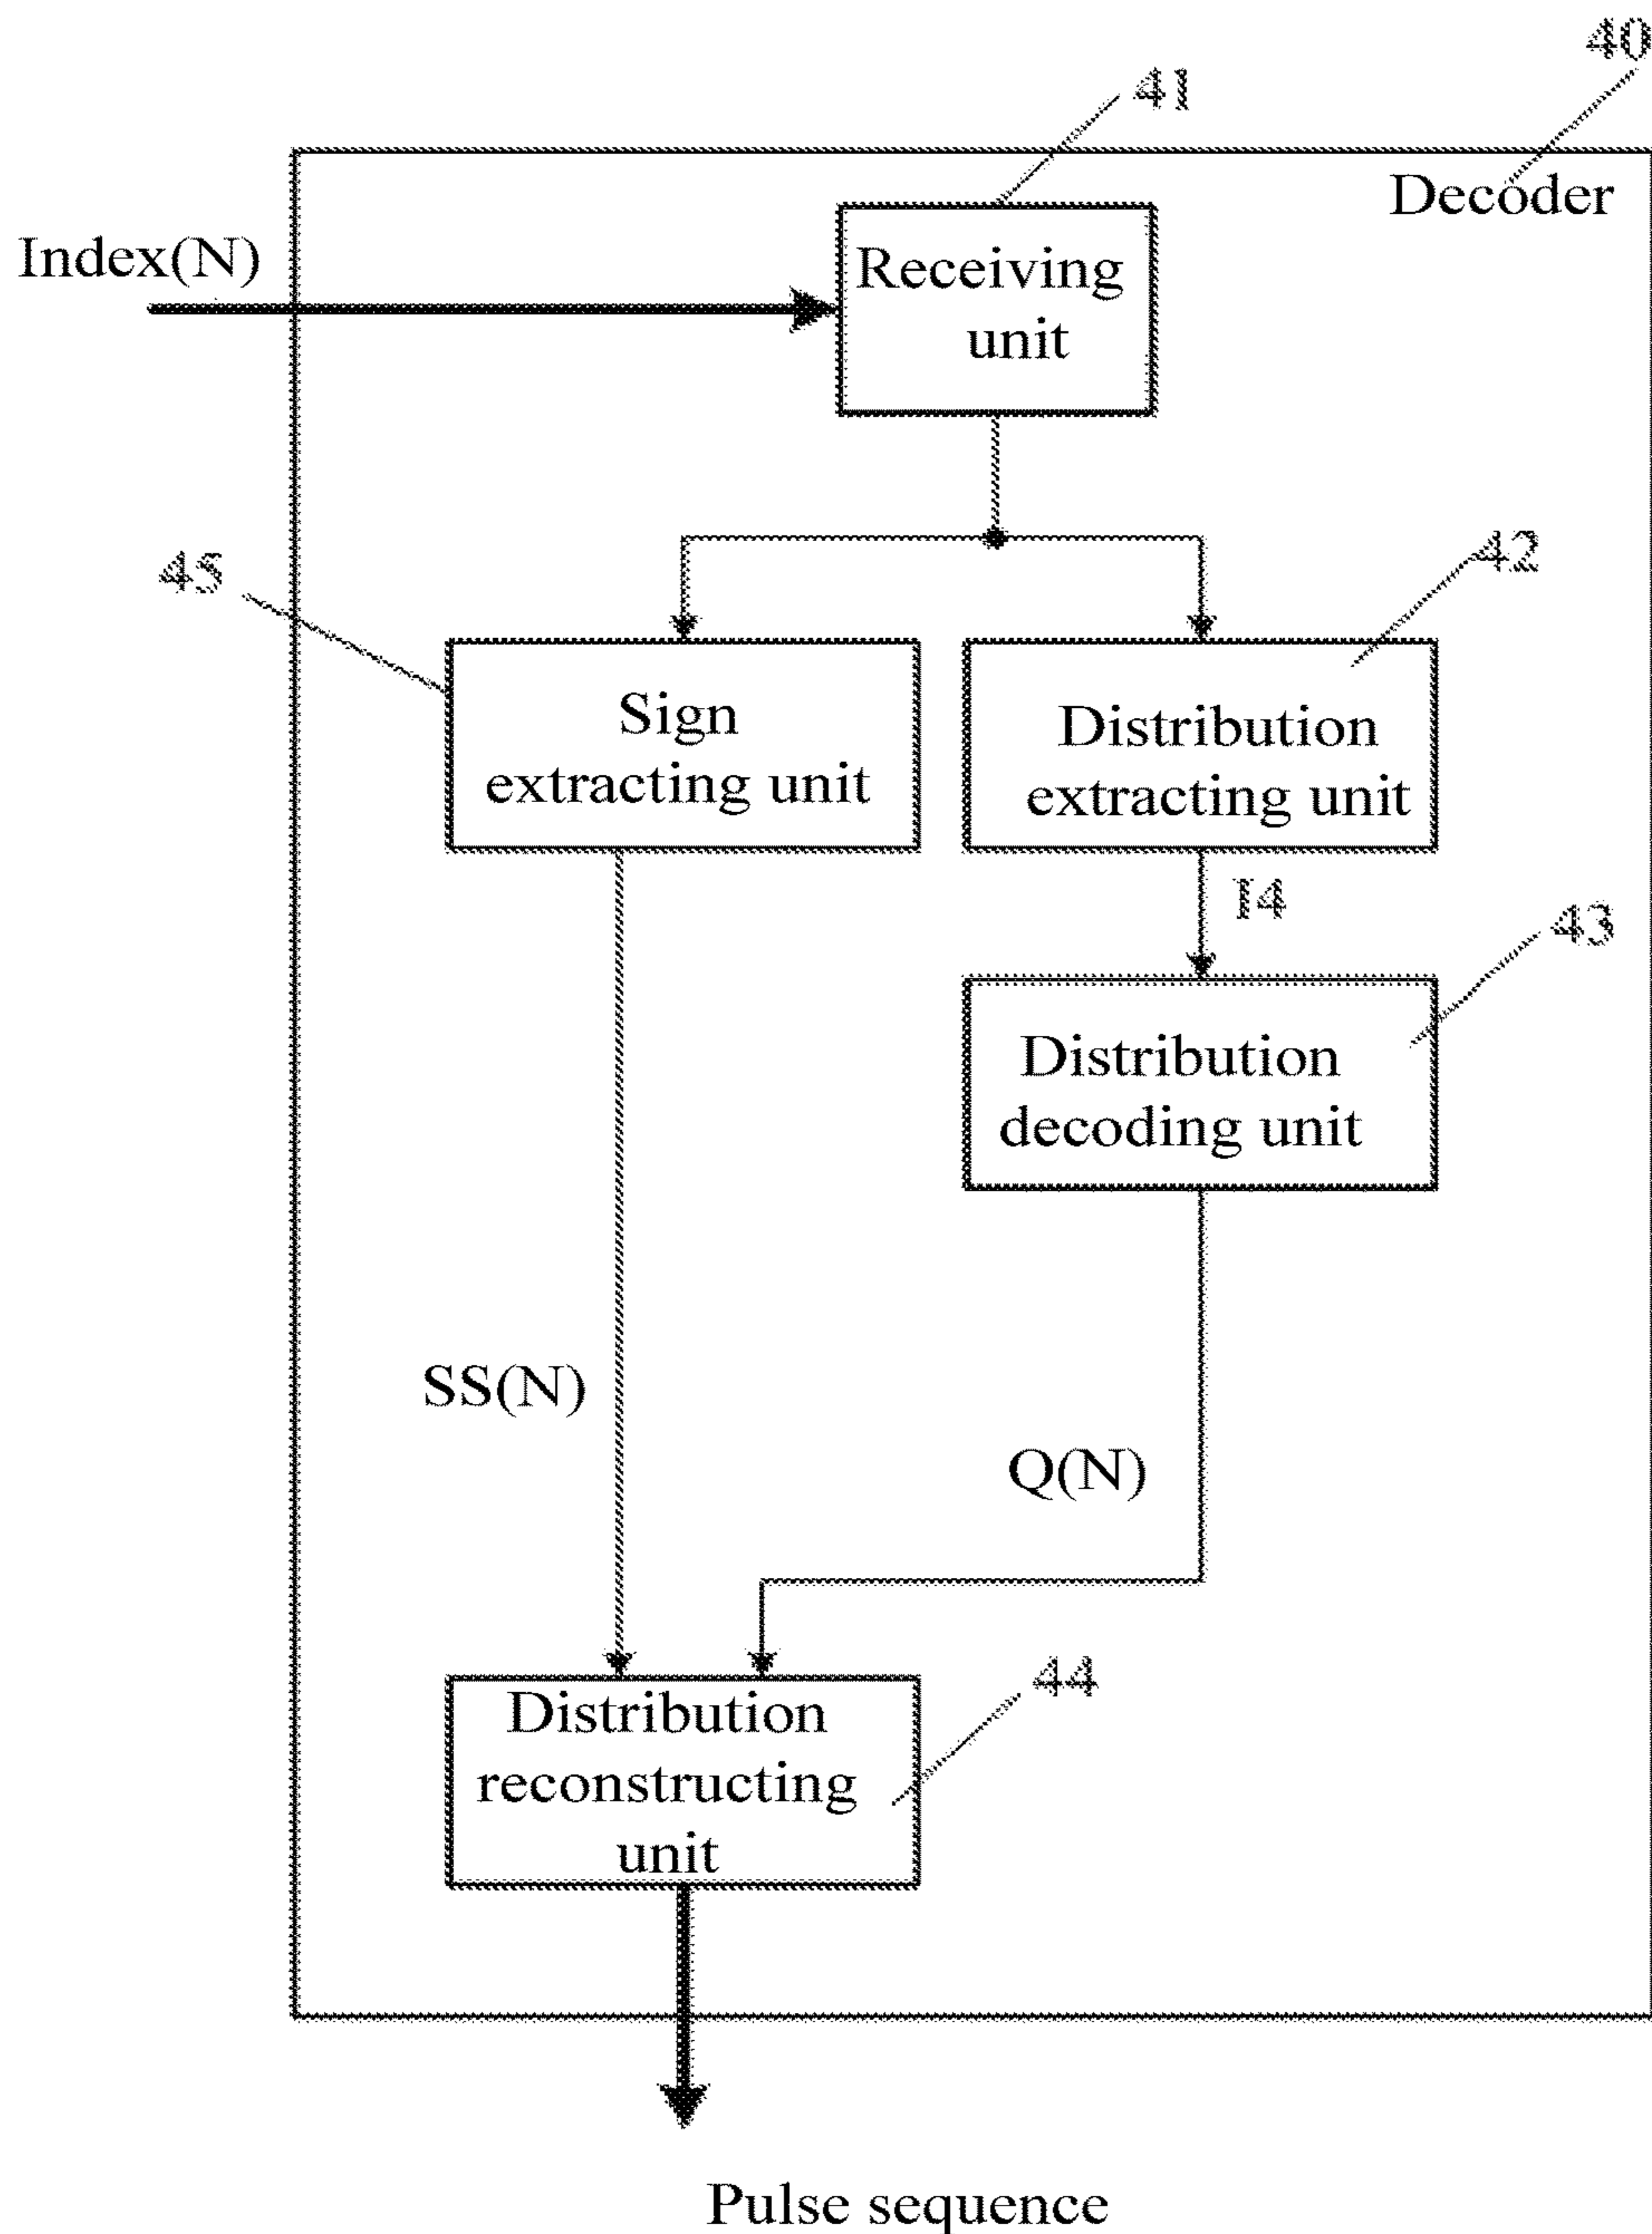 40
41
Decoder
Index(N)
Receiving
unit
45
42
Sign
extracting unit
Distribution
extracting unit
I4
43
Distribution
decoding unit
SS(N)
Q(N)
44
Distribution
reconstructing
unit
Pulse sequence